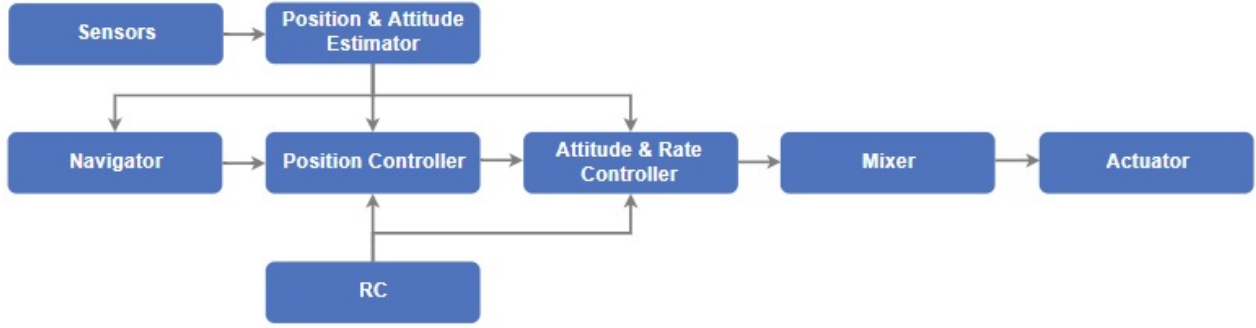 Sensors
Position & Attitude
Estimator
Navigator
Position Controller
Attitude & Rate
Controller
Mixer
Actuator
RC